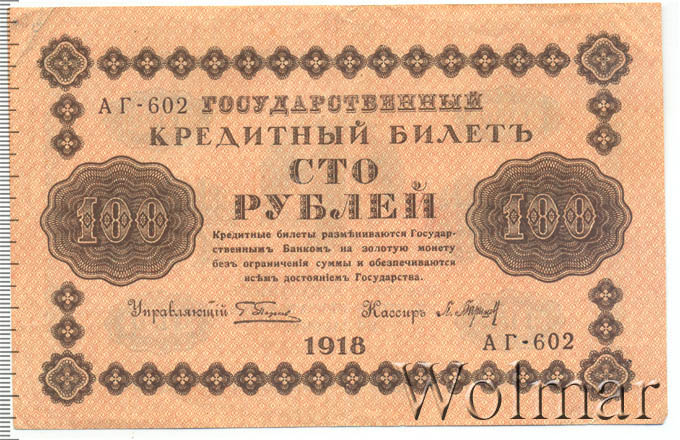 АГ-602 ГОСУДАРСТВЕННЫЙ
КРЕДИТНЫЙ БИЛЕТЪ
СТО
РУБЛЕЙ
100
100
Кредитные билеты размѣниваются Государ-
ственнымъ Банкомъ на золотую монету
безъ ограниченія суммы и обезпечиваются
всѣмъ достояніемъ Государства.
Управляющій
Кассиръ
1918
АГ-602
Wolmar